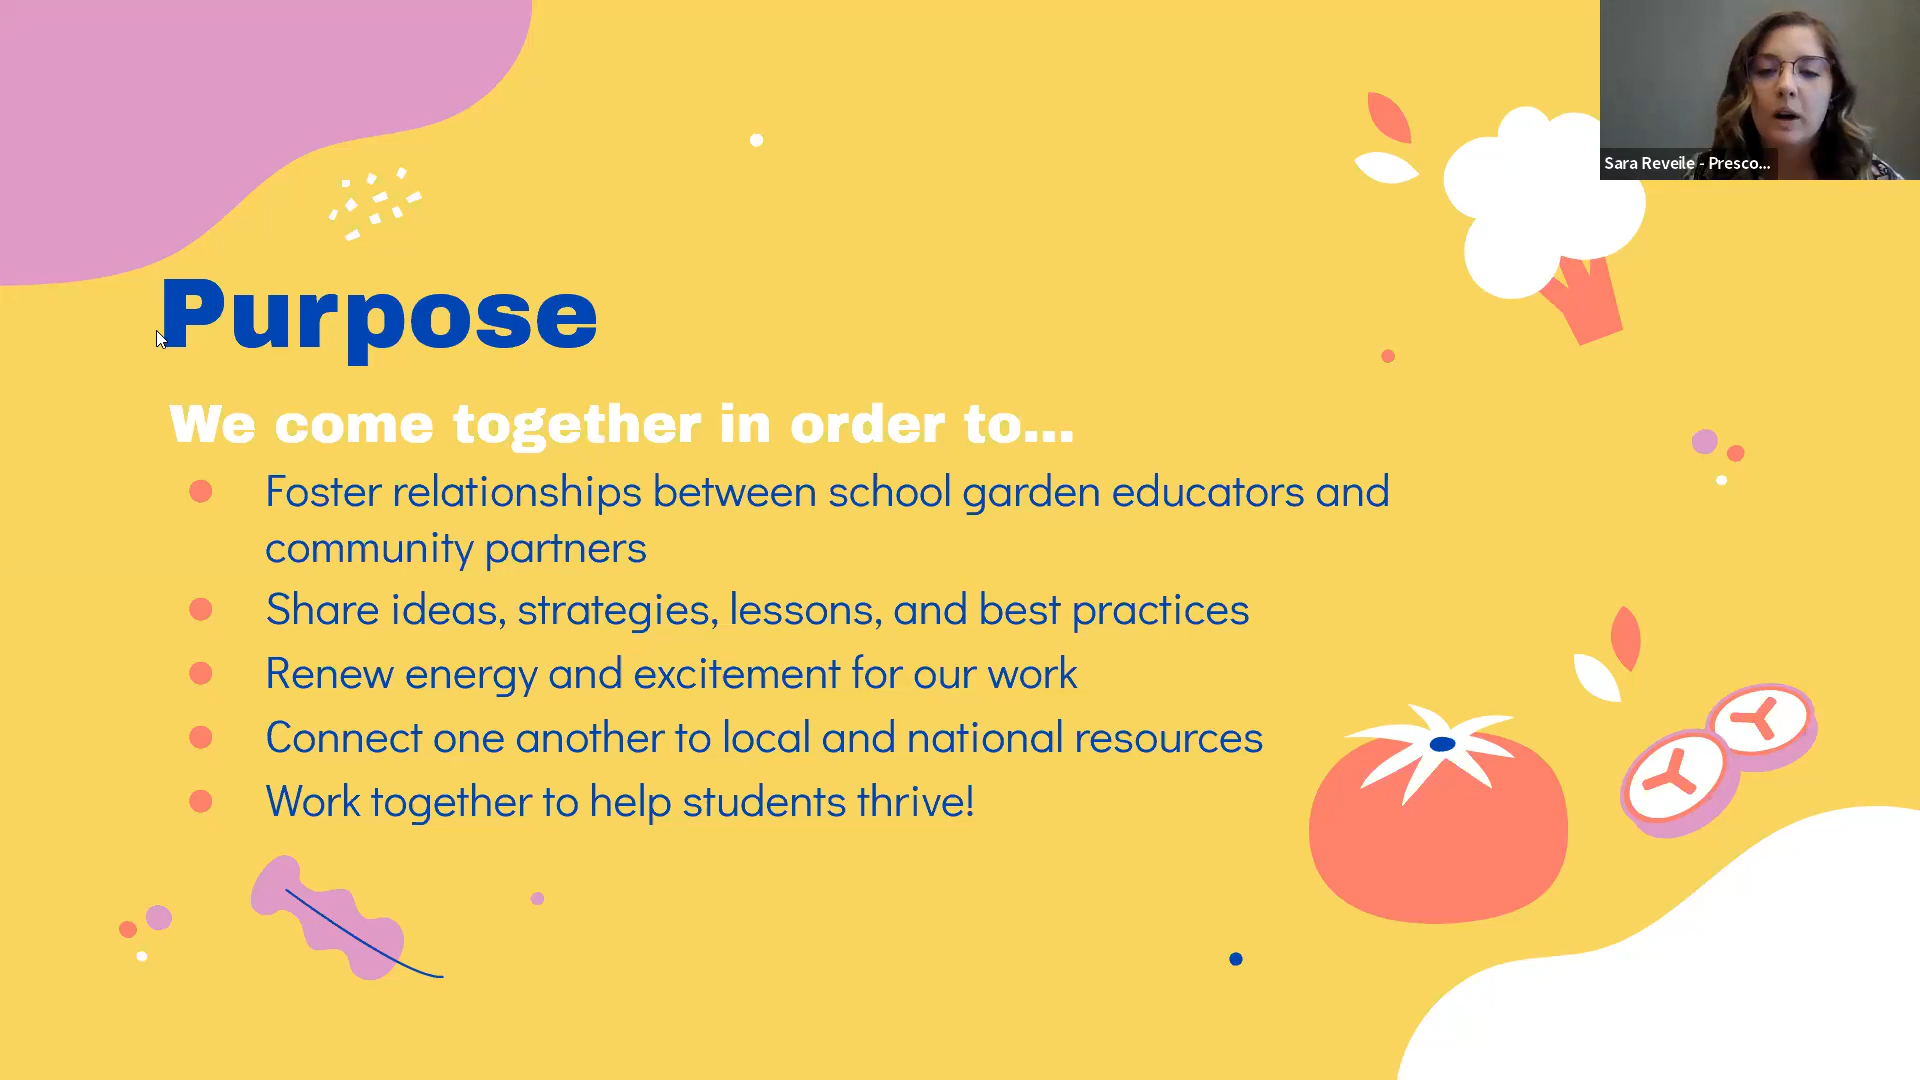 Sara Reveile - Presco...
Purpose
We come together in order to...
Foster relationships between school garden educators and
community partners
Share ideas, strategies, lessons, and best practices
Renew energy and excitement for our work
Connect one another to local and national resources
Work together to help students thrive!